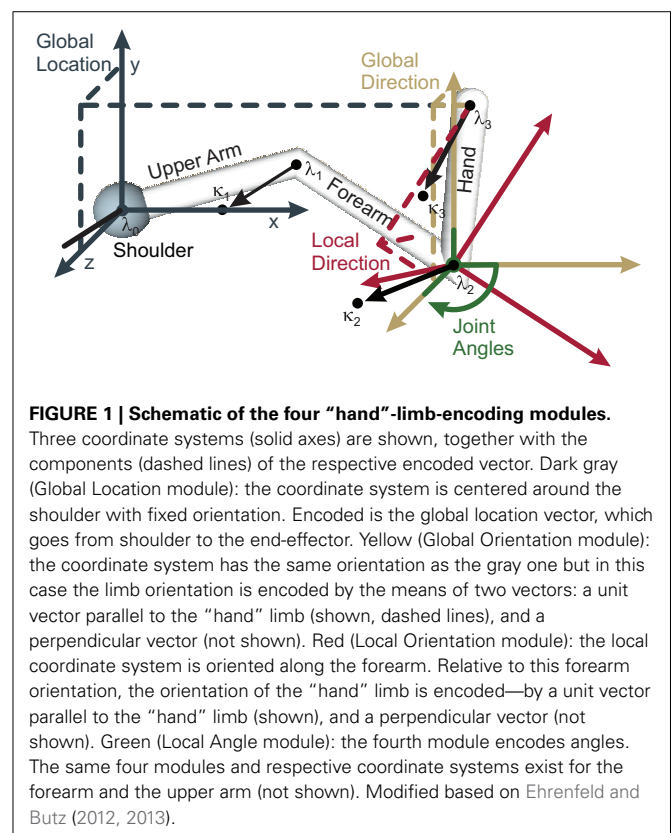 Global
Location
y
Global
Direction
Upper Arm
λ3
κ1
λ1
Forearm
Hand
κ3
x
λ0
Shoulder
z
Local
Direction
λ2
κ2
Joint
Angles
FIGURE 1 | Schematic of the four “hand”-limb-encoding modules.
Three coordinate systems (solid axes) are shown, together with the
components (dashed lines) of the respective encoded vector. Dark gray
(Global Location module): the coordinate system is centered around the
shoulder with fixed orientation. Encoded is the global location vector, which
goes from shoulder to the end-effector. Yellow (Global Orientation module):
the coordinate system has the same orientation as the gray one but in this
case the limb orientation is encoded by the means of two vectors: a unit
vector parallel to the “hand” limb (shown, dashed lines), and a
perpendicular vector (not shown). Red (Local Orientation module): the local
coordinate system is oriented along the forearm. Relative to this forearm
orientation, the orientation of the “hand” limb is encoded—by a unit vector
parallel to the “hand” limb (shown), and a perpendicular vector (not
shown). Green (Local Angle module): the fourth module encodes angles.
The same four modules and respective coordinate systems exist for the
forearm and the upper arm (not shown). Modified based on Ehrenfeld and
Butz (2012, 2013).